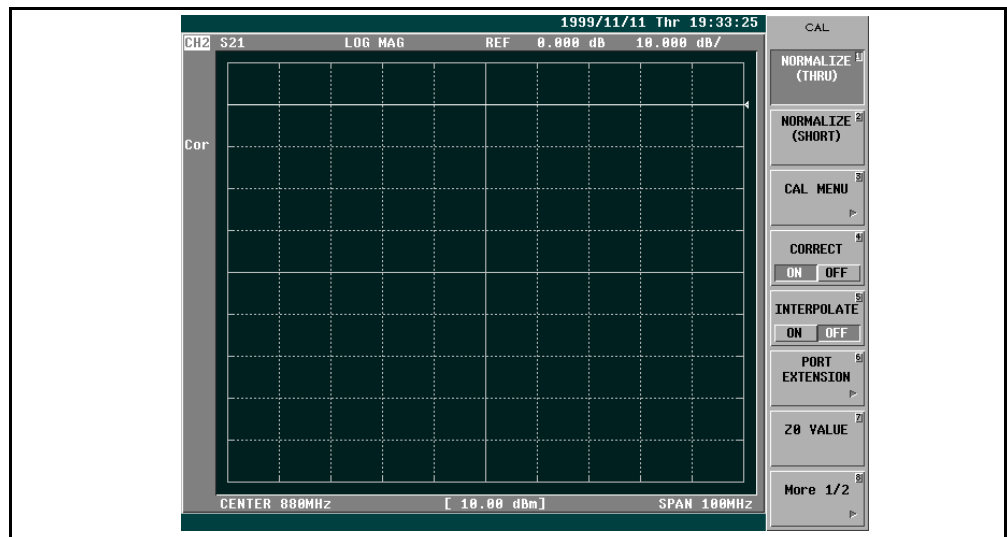 1999/11/11 Thr 19:33:25
CH2 S21 LOG MAG REF 0.000 dB 10.000 dB/
Cor
CENTER 880MHz [ 10.00 dBm] SPAN 100MHz
CAL
NORMALIZE 1
(THRU)
NORMALIZE 2
(SHORT)
3
CAL MENU
4
CORRECT
ON OFF
5
INTERPOLATE
ON OFF
PORT 6
EXTENSION
7
Z0 VALUE
8
More 1/2